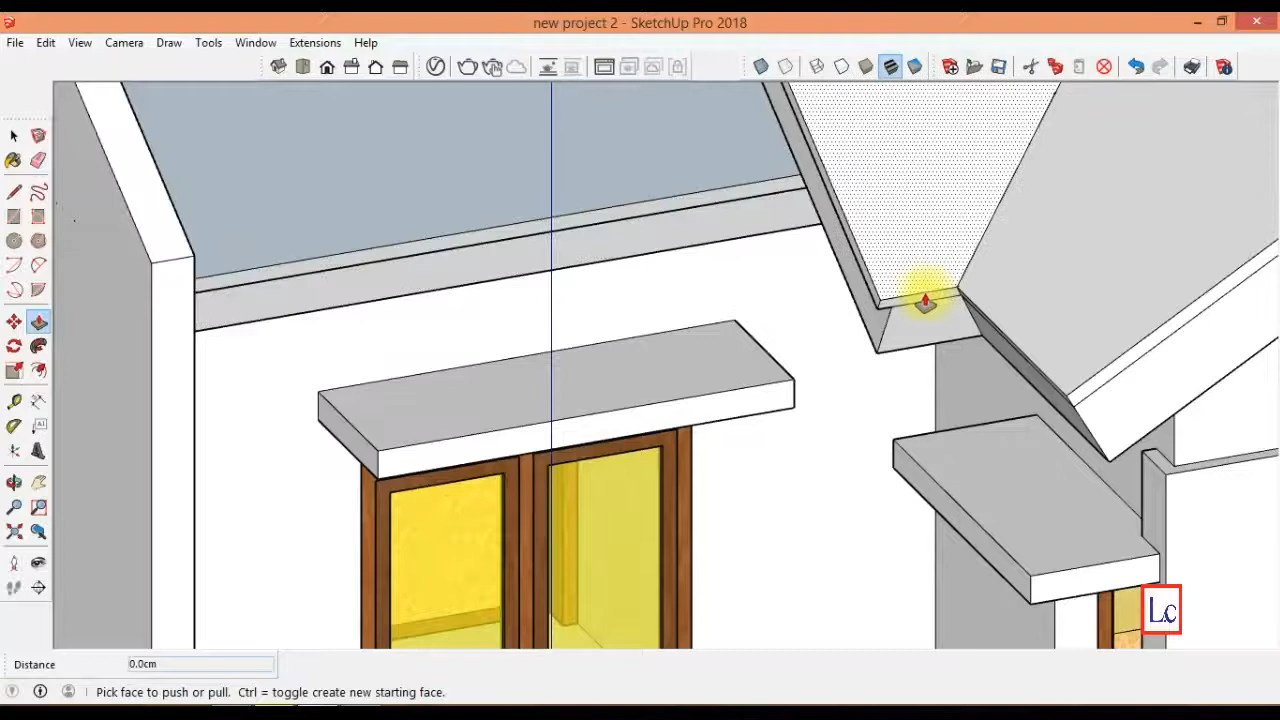 new project 2 - SketchUp Pro 2018
File Edit View Camera Draw Tools Window Extensions Help
Lc
Distance 0.0cm
Pick face to push or pull. Ctrl = toggle create new starting face.